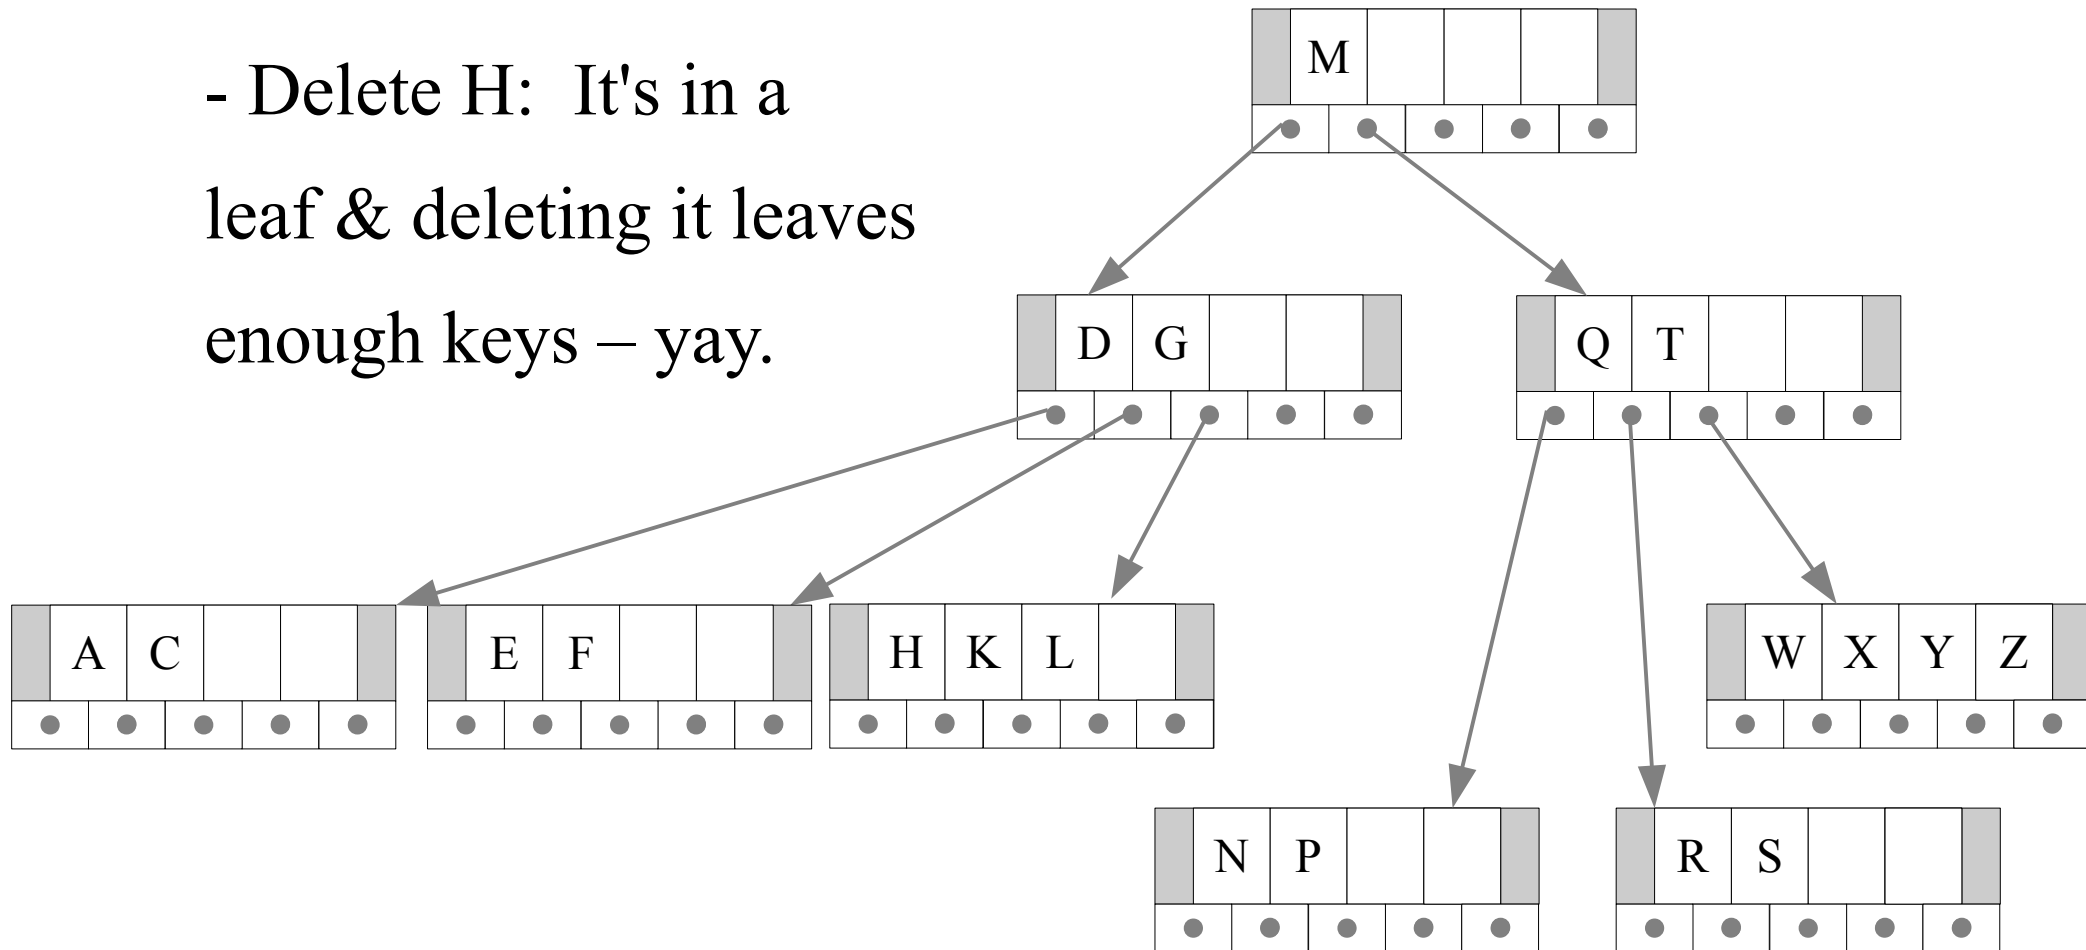 - Delete H:  It's in a
leaf & deleting it leaves
enough keys – yay.
M
D G
Q T
A C
E F
H K L
W X Y Z
N P
R S